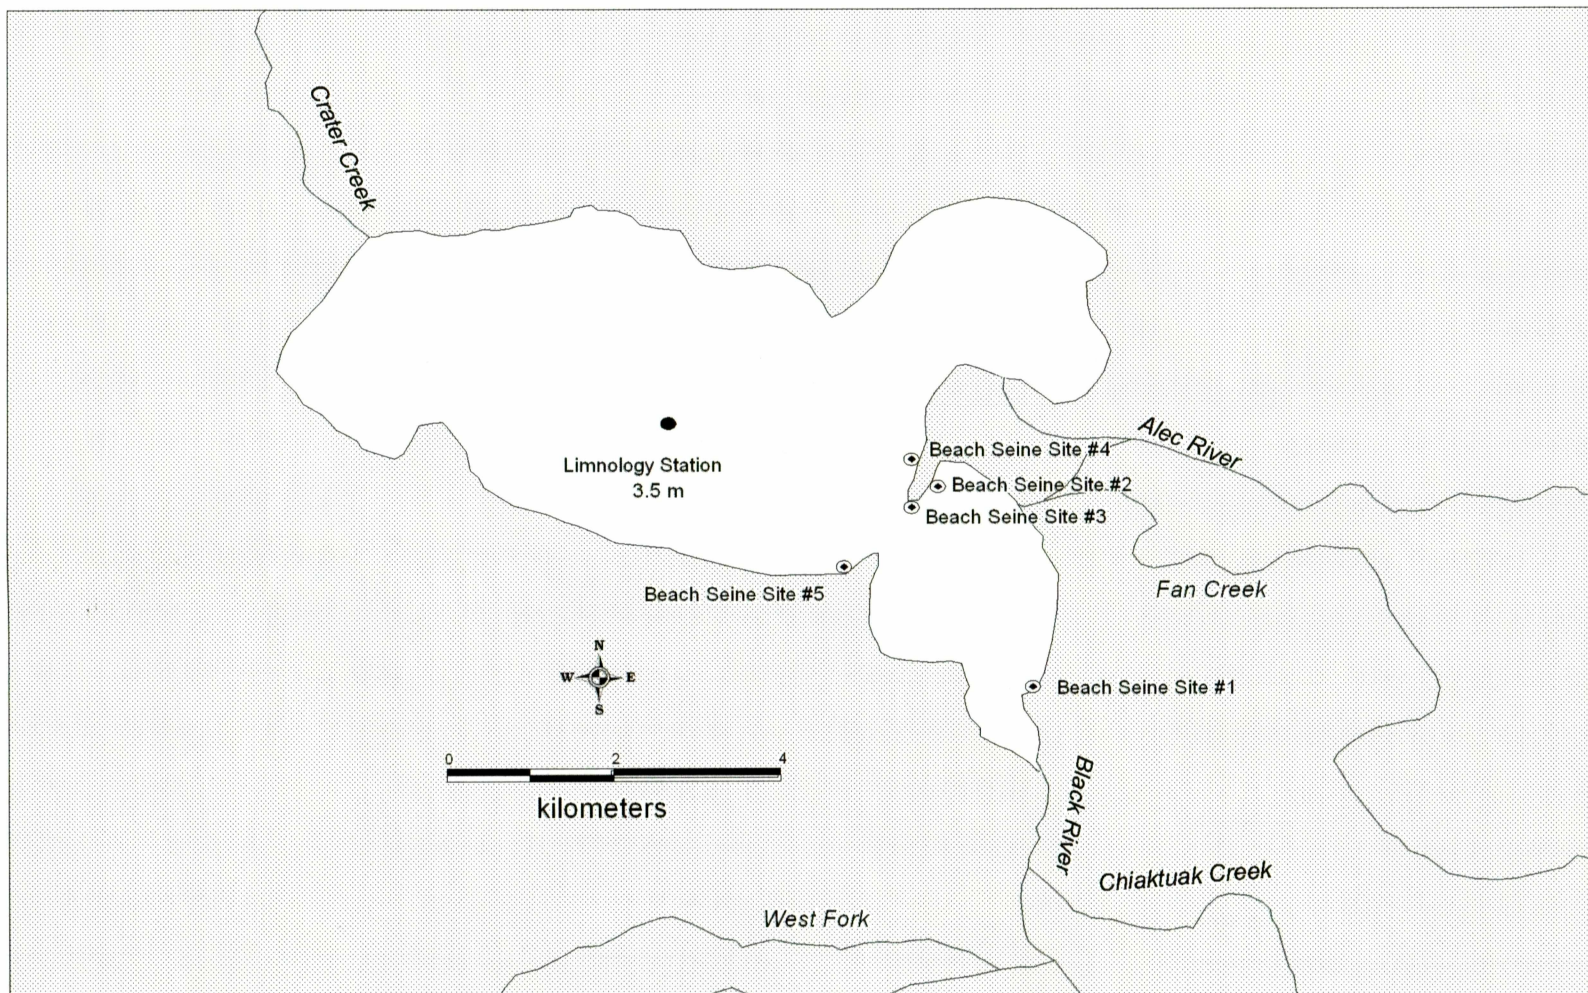 Crater Creek
Alec River
Beach Seine Site #4
Limnology Station
3.5 m
Beach Seine Site #2
Beach Seine Site #3
Beach Seine Site #5
Fan Creek
N
W E
S
Beach Seine Site #1
0 2 4
kilometers
Black River
Chiaktuak Creek
West Fork